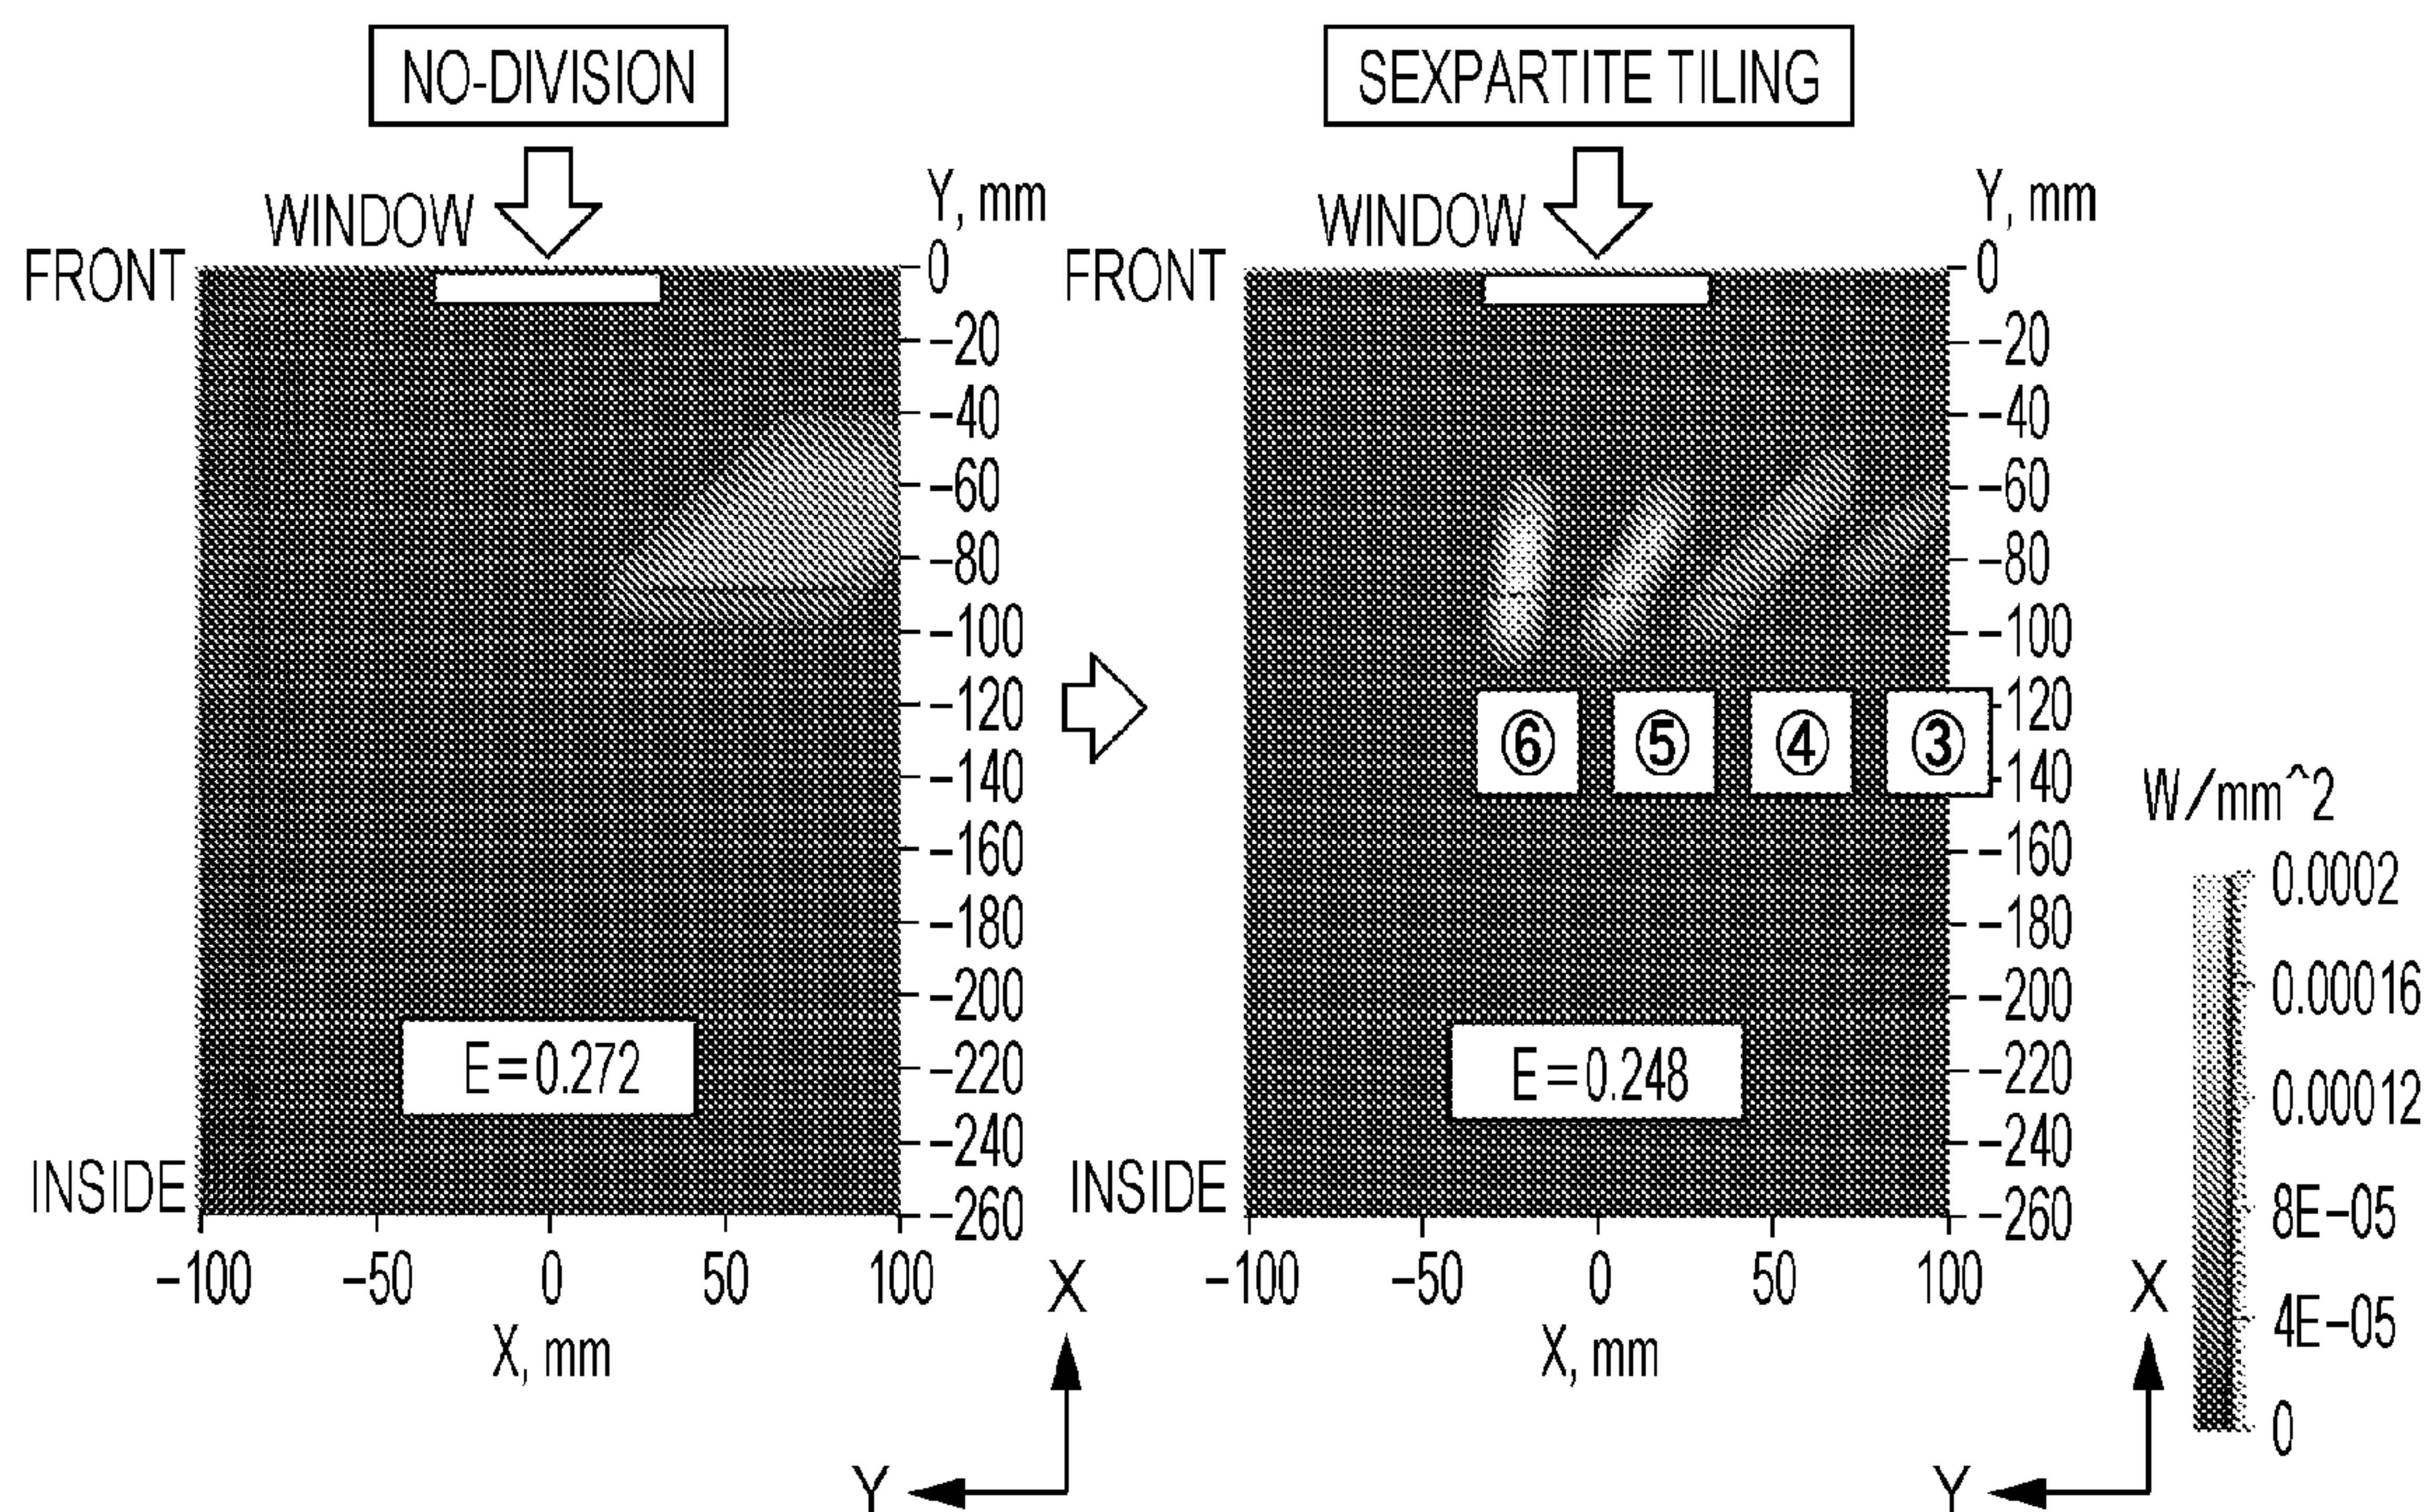 NO-DIVISION
WINDOW
Y, mm
FRONT
0
−20
−40
−60
−80
−100
−120
−140
−160
−180
−200
−220
−240
−260
E=0.272
INSIDE
−100
−50
0
50
100
X, mm
X
Y
SEXPARTITE TILING
WINDOW
Y, mm
FRONT
0
−20
−40
−60
−80
−100
−120
−140
−160
−180
−200
−220
−240
−260
⑥ ⑤ ④ ③
E=0.248
INSIDE
−100
−50
0
50
100
X, mm
X
Y
W/mm^2
0.0002
0.00016
0.00012
8E−05
4E−05
0